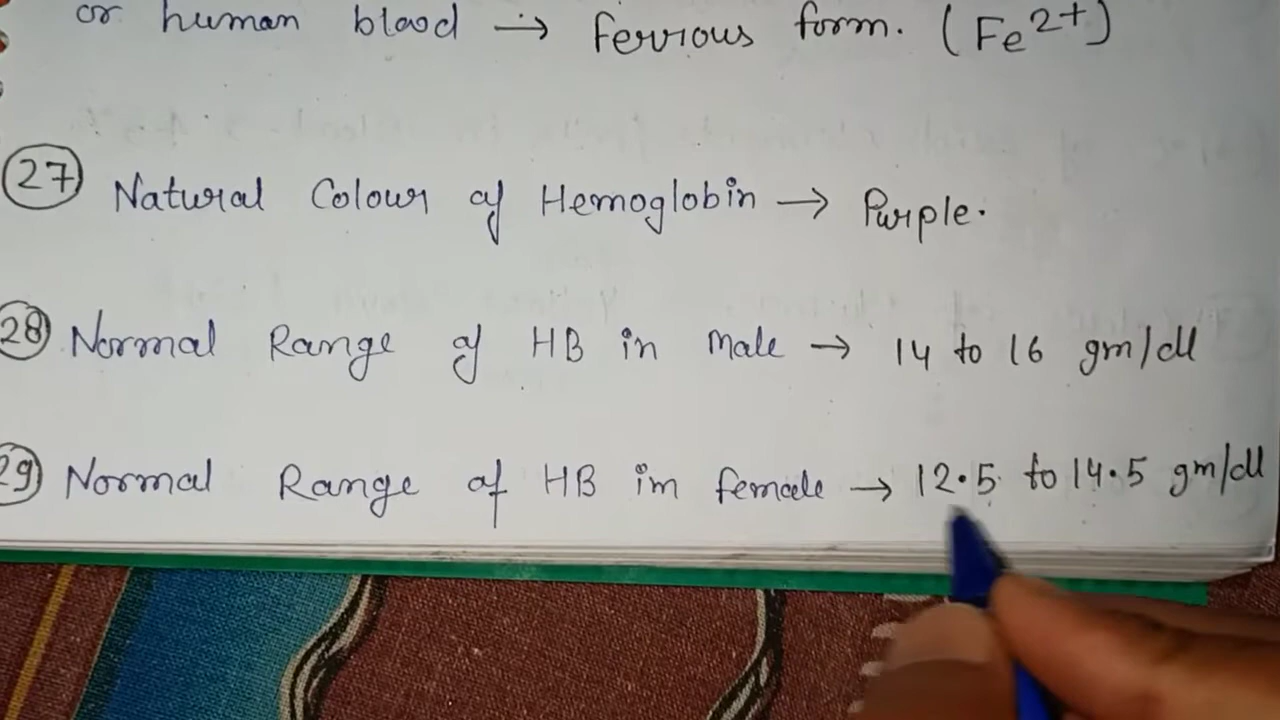 or human blood → Ferrious form. (Fe2+)
27 Natural Colour of Hemoglobin → Purple.
28 Normal Range of HB in Male → 14 to 16 gm/dl
29 Normal Range of HB im female → 12.5 to 14.5 gm/dl